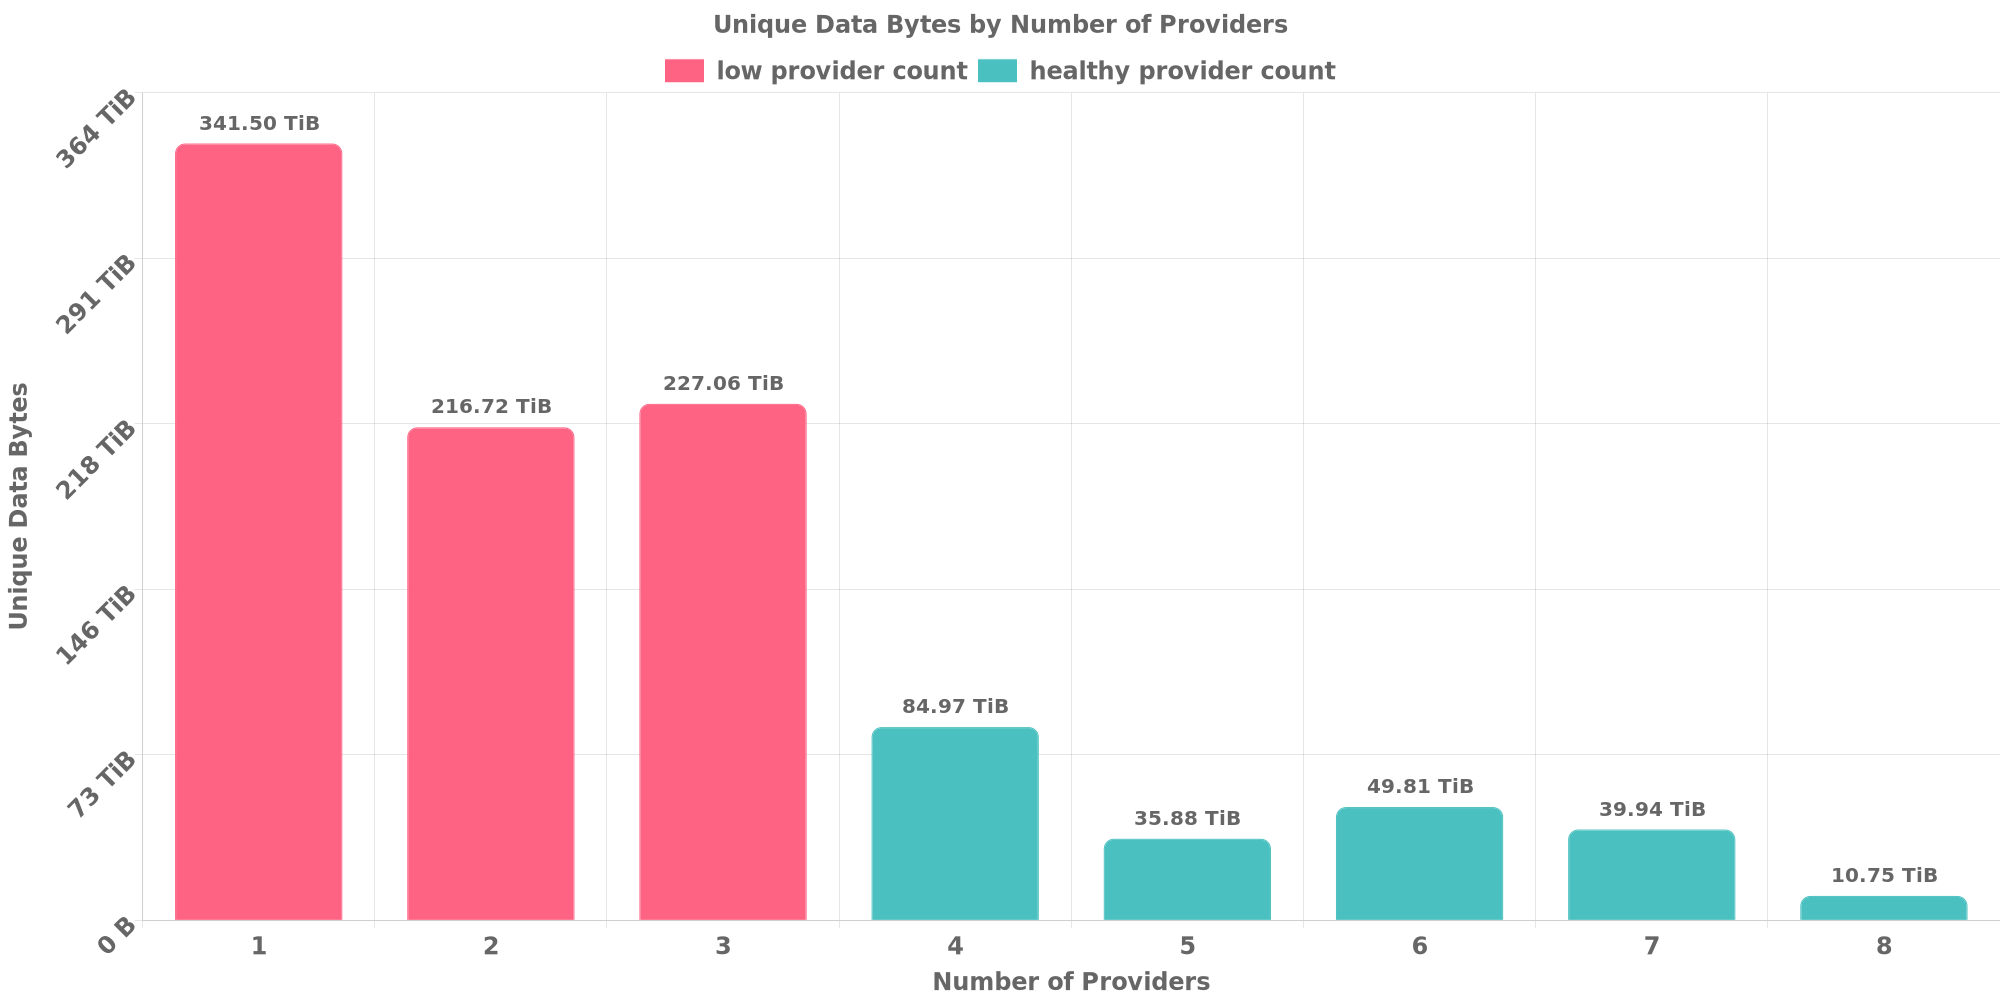 Unique Data Bytes by Number of Providers
low provider count healthy provider count
364 TiB
291 TiB
218 TiB
146 TiB
73 TiB
0 B
Unique Data Bytes
341.50 TiB
216.72 TiB
227.06 TiB
84.97 TiB
35.88 TiB
49.81 TiB
39.94 TiB
10.75 TiB
1 2 3 4 5 6 7 8
Number of Providers